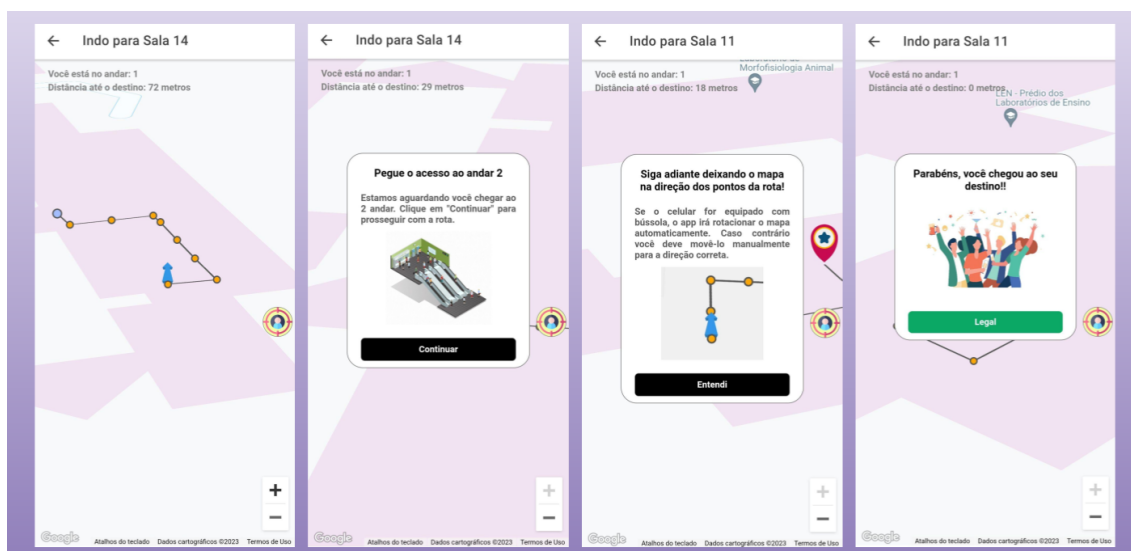 Indo para Sala 14
Você está no andar: 1
Distância até o destino: 72 metros
Google
Atalhos do teclado
Dados cartográficos ©2023
Termos de Uso
Indo para Sala 14
Você está no andar: 1
Distância até o destino: 29 metros
Pegue o acesso ao andar 2
Estamos aguardando você chegar ao
2 andar. Clique em "Continuar" para
prosseguir com a rota.
Continuar
Google
Atalhos do teclado
Dados cartográficos ©2023
Termos de Uso
Indo para Sala 11
Morfofisiologia Animal
Você está no andar: 1
Distância até o destino: 18 metros
Siga adiante deixando o mapa
na direção dos pontos da rota!
Se o celular for equipado com
bússola, o app irá rotacionar o mapa
automaticamente. Caso contrário
você deve movê-lo manualmente
para a direção correta.
Entendi
Google
Atalhos do teclado
Dados cartográficos ©2023
Termos de Uso
Indo para Sala 11
Você está no andar: 1
Distância até o destino: 0 metros
LEN - Prédio dos
Laboratórios de Ensino
Parabéns, você chegou ao seu
destino!!
Legal
Google
Atalhos do teclado
Dados cartográficos ©2023
Termos de Uso